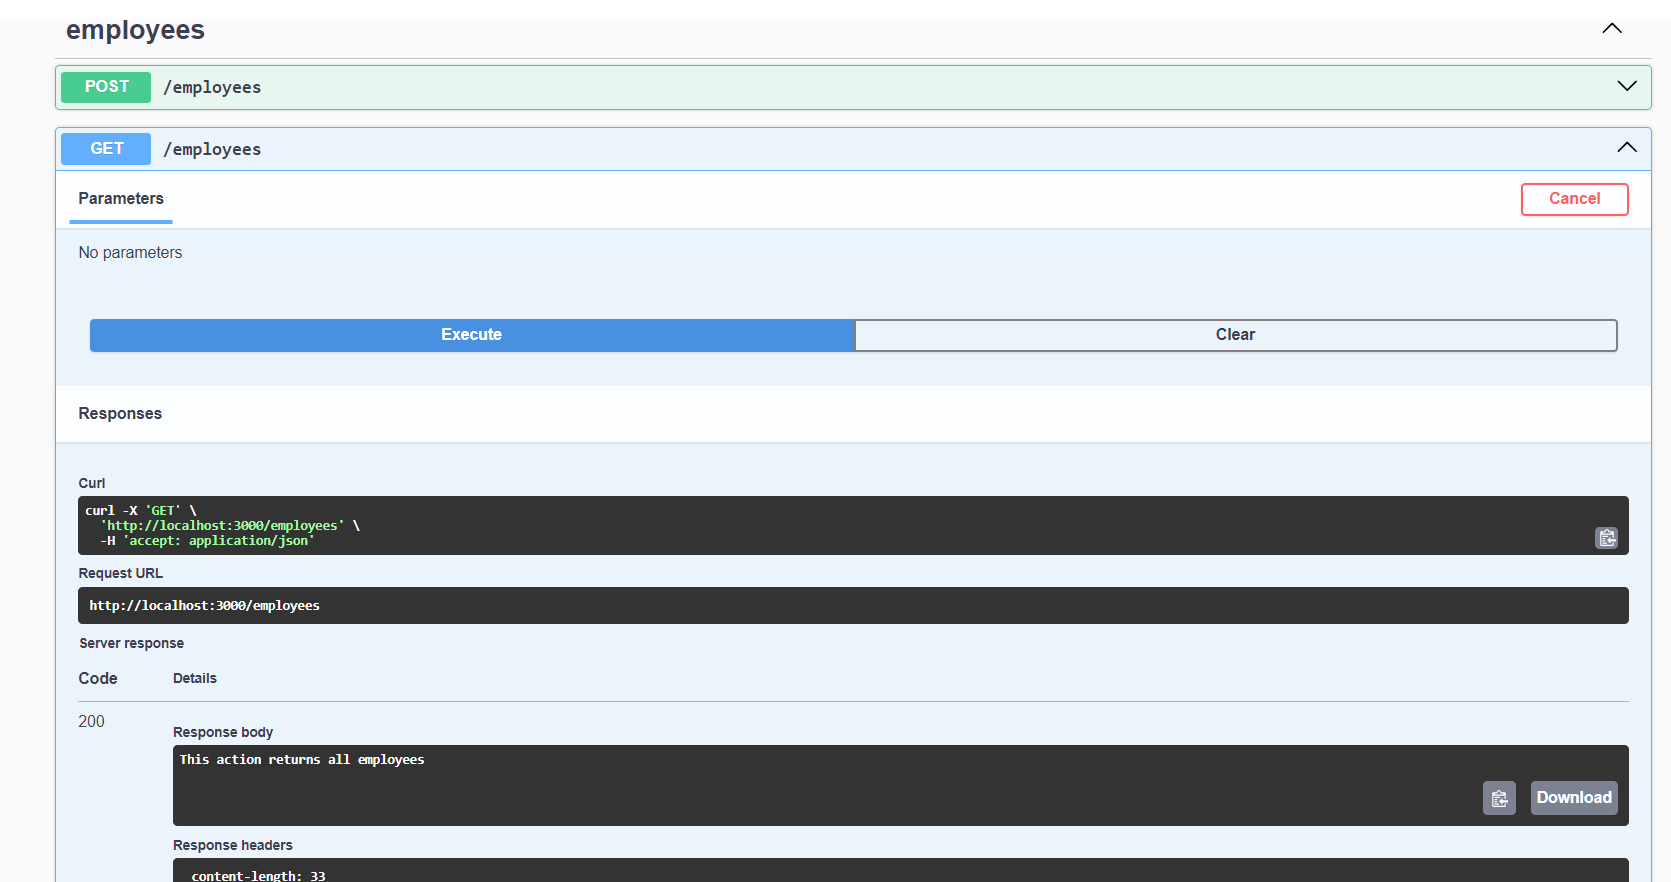 employees
POST /employees
GET /employees
Parameters
Cancel
No parameters
Execute
Clear
Responses
Curl
curl -X 'GET' \
'http://localhost:3000/employees' \
-H 'accept: application/json'
Request URL
http://localhost:3000/employees
Server response
Code Details
200
Response body
This action returns all employees
Download
Response headers
content-length: 33